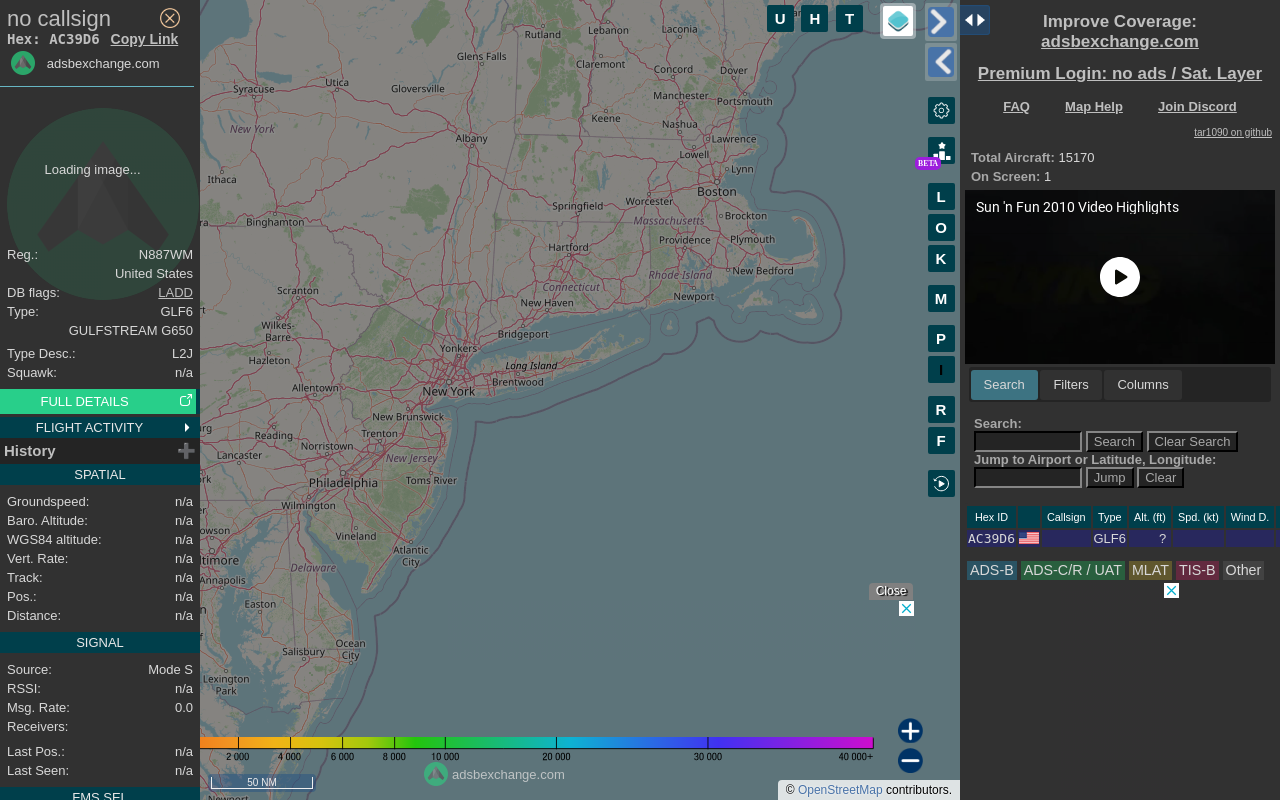 no callsign
Hex: AC39D6 Copy Link
adsbexchange.com
Loading image...
Reg.: N887WM
United States
DB flags: LADD
Type: GLF6
GULFSTREAM G650
Type Desc.: L2J
Squawk: n/a
FULL DETAILS
FLIGHT ACTIVITY
History
SPATIAL
Groundspeed: n/a
Baro. Altitude: n/a
WGS84 altitude: n/a
Vert. Rate: n/a
Track: n/a
Pos.: n/a
Distance: n/a
SIGNAL
Source: Mode S
RSSI: n/a
Msg. Rate: 0.0
Receivers:
Last Pos.: n/a
Last Seen: n/a
FMS SEL
U H T
Rutland
Lebanon
Laconia
Glens Falls
Claremont
Concord
Dover
Utica
Gloversville
Syracuse
Manchester
Portsmouth
Keene
New York
Nashua
Albany
Lawrence
Lowell
Lynn
Ithaca
Boston
Worcester
Springfield
Massachusetts
Brockton
Binghamton
Providence
Plymouth
Hartford
Rhode Island
New Bedford
Connecticut
Scranton
New Haven
Newport
Wilkes-
Barre
Bridgeport
Yonkers
Hazleton
Long Island
Brentwood
Allentown
New York
New Brunswick
Reading
Trenton
Norristown
Lancaster
New Jersey
Philadelphia
Toms River
Wilmington
Vineland
Atlantic
City
Delaware
Annapolis
Easton
Ocean
City
Salisbury
Lexington
Park
BETA
L
O
K
M
P
I
R
F
Close
2 000 4 000 6 000 8 000 10 000 20 000 30 000 40 000+
adsbexchange.com
50 NM
© OpenStreetMap contributors.
Improve Coverage:
adsbexchange.com
Premium Login: no ads / Sat. Layer
FAQ Map Help Join Discord
tar1090 on github
Total Aircraft: 15170
On Screen: 1
Sun 'n Fun 2010 Video Highlights
Search Filters Columns
Search:
Search Clear Search
Jump to Airport or Latitude, Longitude:
Jump Clear
Hex ID Callsign Type Alt. (ft) Spd. (kt) Wind D.
AC39D6 GLF6 ?
ADS-B ADS-C/R / UAT MLAT TIS-B Other